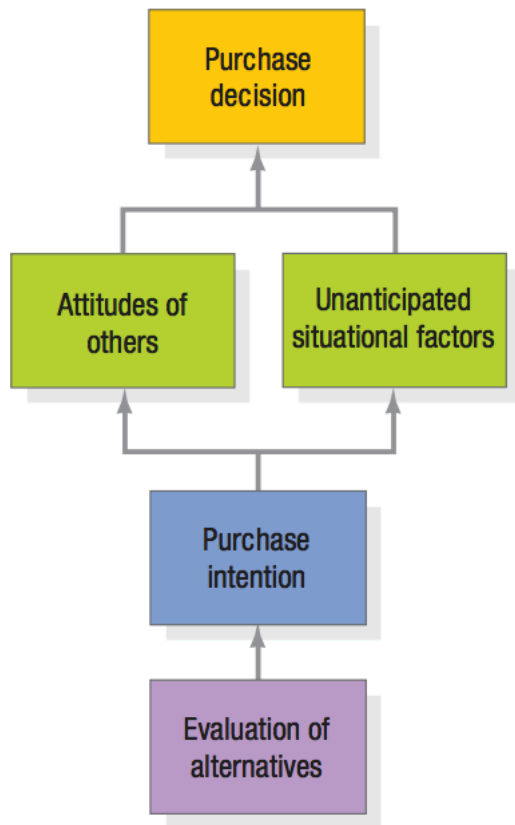 Purchase
decision
Attitudes of
others
Unanticipated
situational factors
Purchase
intention
Evaluation of
alternatives